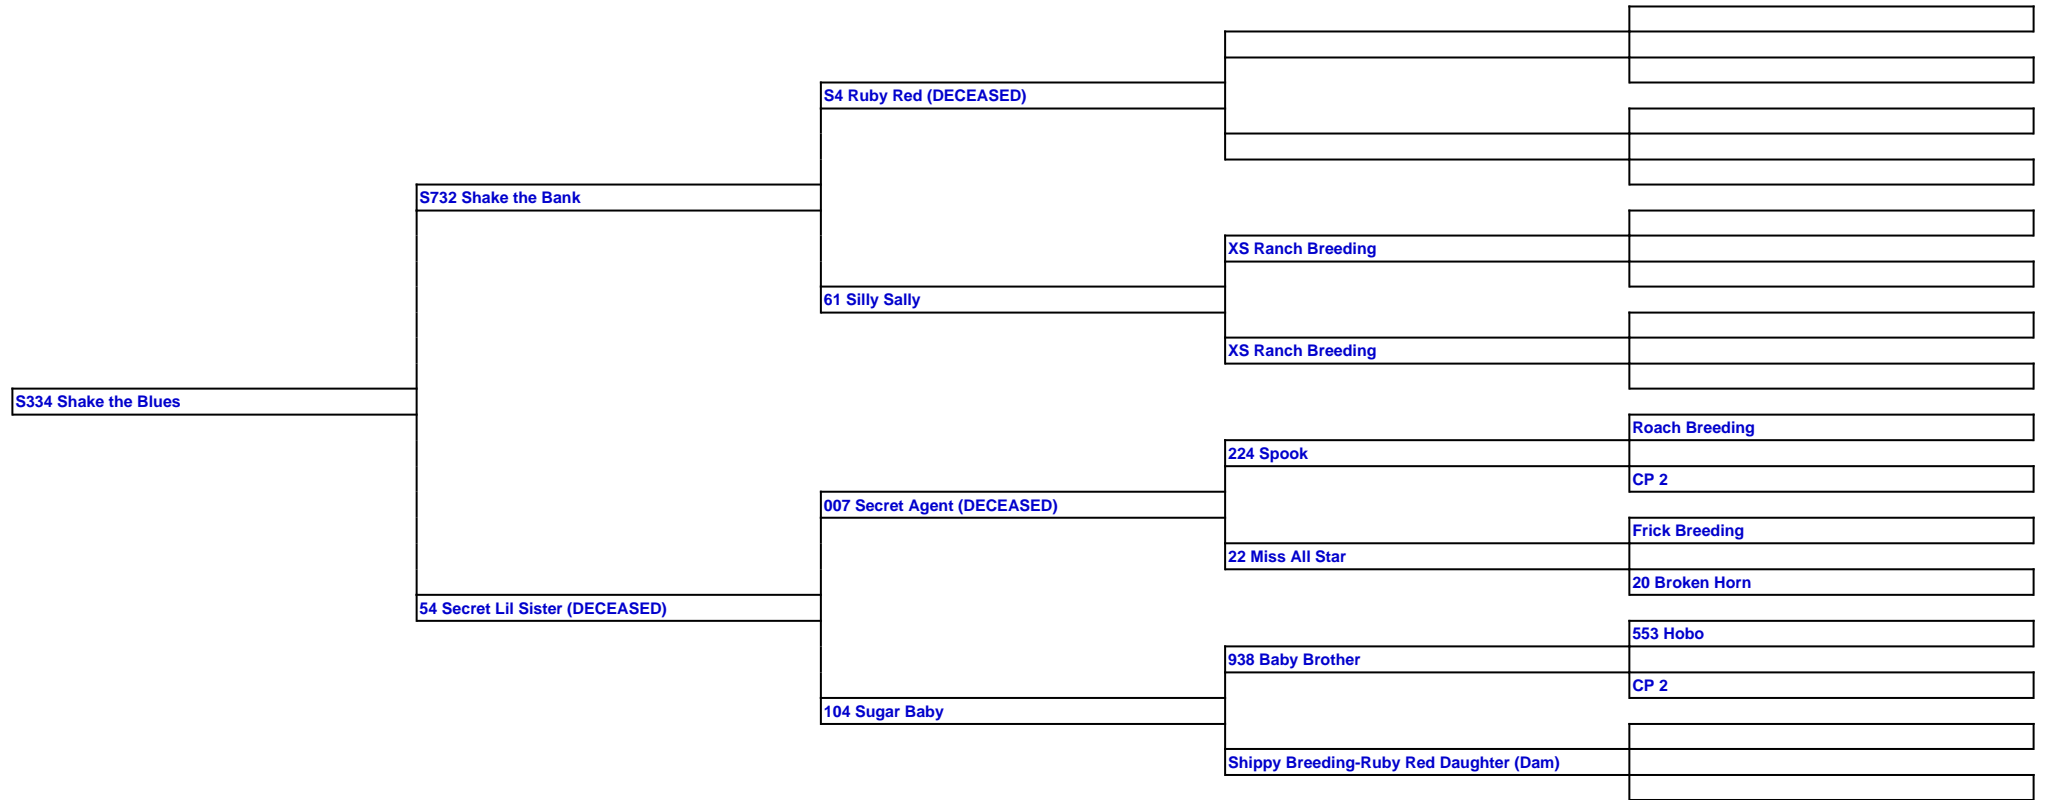 S4 Ruby Red (DECEASED)
S732 Shake the Bank
XS Ranch Breeding
61 Silly Sally
XS Ranch Breeding
S334 Shake the Blues
Roach Breeding
224 Spook
CP 2
007 Secret Agent (DECEASED)
Frick Breeding
22 Miss All Star
20 Broken Horn
54 Secret Lil Sister (DECEASED)
553 Hobo
938 Baby Brother
CP 2
104 Sugar Baby
Shippy Breeding-Ruby Red Daughter (Dam)